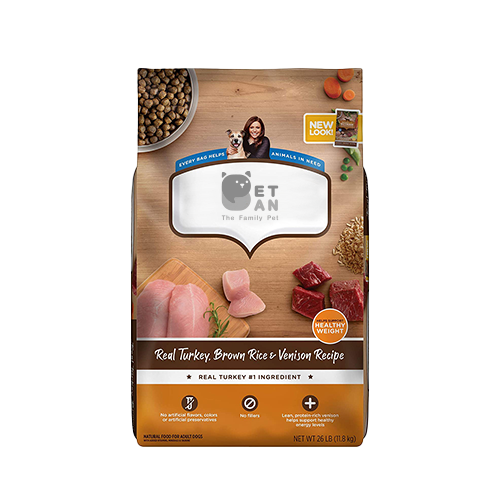 NEW
LOOK!
EVERY BAG HELPS
ANIMALS IN NEED
ET
AN
The Family Pet
HELPS SUPPORT
HEALTHY
WEIGHT
Real Turkey, Brown Rice & Venison Recipe
★ REAL TURKEY #1 INGREDIENT ★
No artificial flavors, colors
or artificial preservatives
No fillers
Lean, protein-rich venison
helps support healthy
energy levels
NATURAL FOOD FOR ADULT DOGS
NET WT 26 LB (11.8 kg)